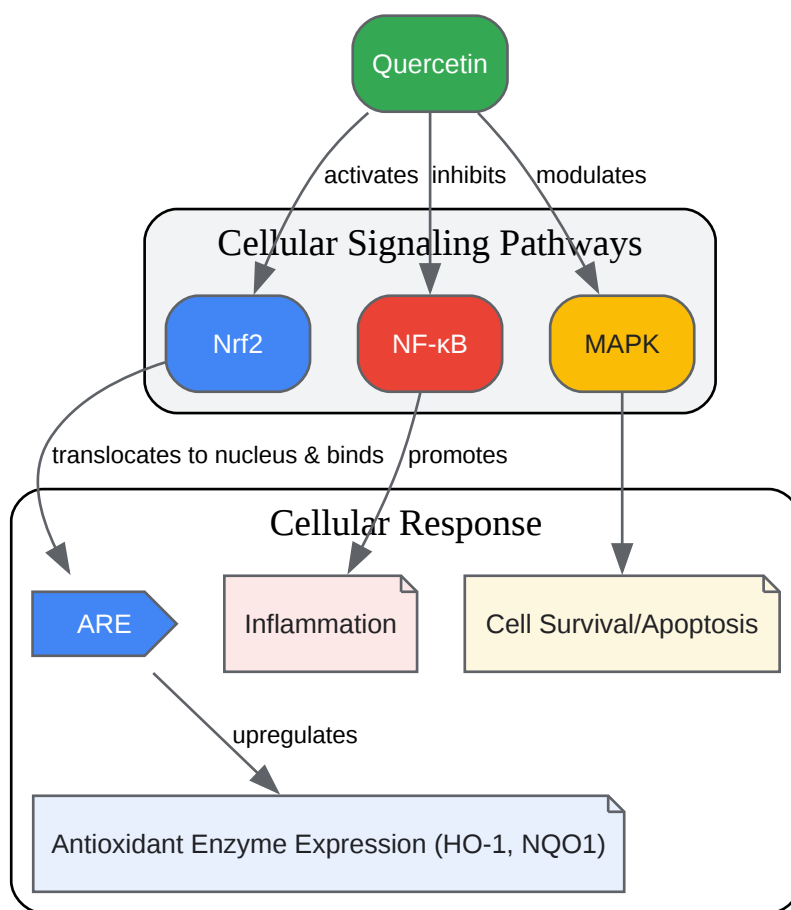 Quercetin
activates
inhibits
modulates
Cellular Signaling Pathways
Nrf2
NF-κB
MAPK
translocates to nucleus & binds
promotes
Cellular Response
ARE
Inflammation
Cell Survival/Apoptosis
upregulates
Antioxidant Enzyme Expression (HO-1, NQO1)